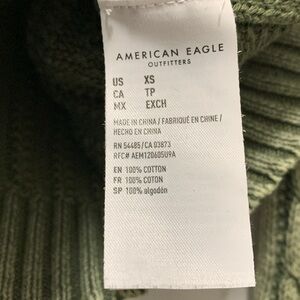 AMERICAN EAGLE
OUTFITTERS
US XS
CA TP
MX EXCH
MADE IN CHINA / FABRIQUÉ EN CHINE /
HECHO EN CHINA
RN 54485/CA 03873
RFC# AEM120605U9A
EN 100% COTTON
FR 100% COTON
SP 100% algodón